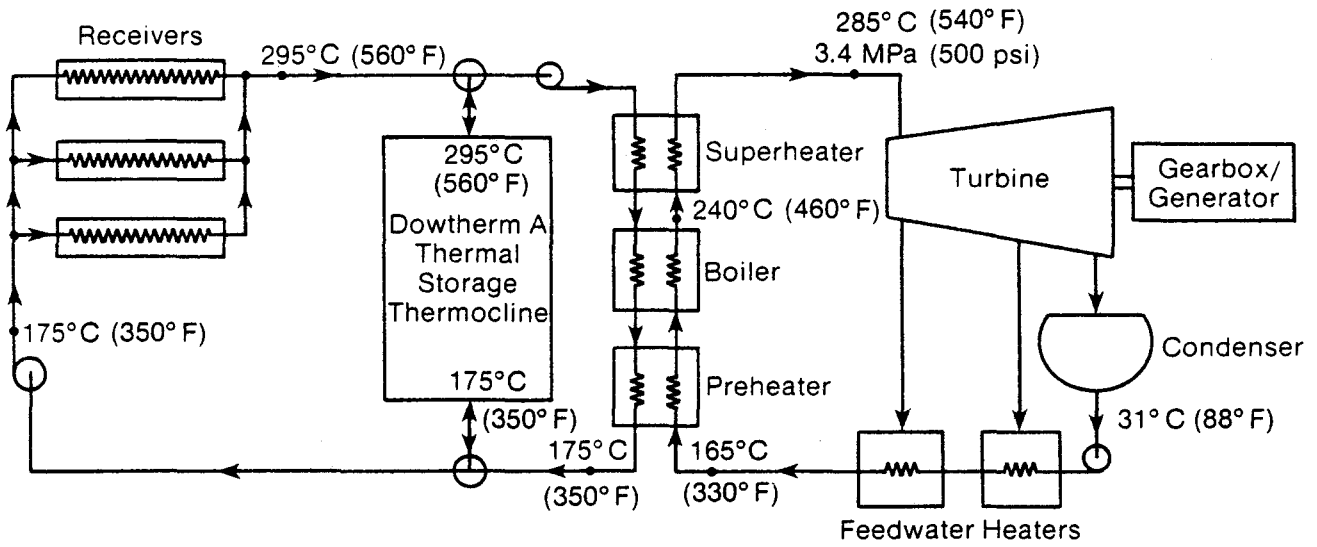 Receivers
295°C (560°F)
285°C (540°F)
3.4 MPa (500 psi)
295°C
(560°F)
Dowtherm A
Thermal
Storage
Thermocline
175°C
(350°F)
Superheater
240°C (460°F)
Boiler
Preheater
Turbine
Gearbox/
Generator
Condenser
31°C (88°F)
175°C (350°F)
175°C
(350°F)
165°C
(330°F)
Feedwater Heaters